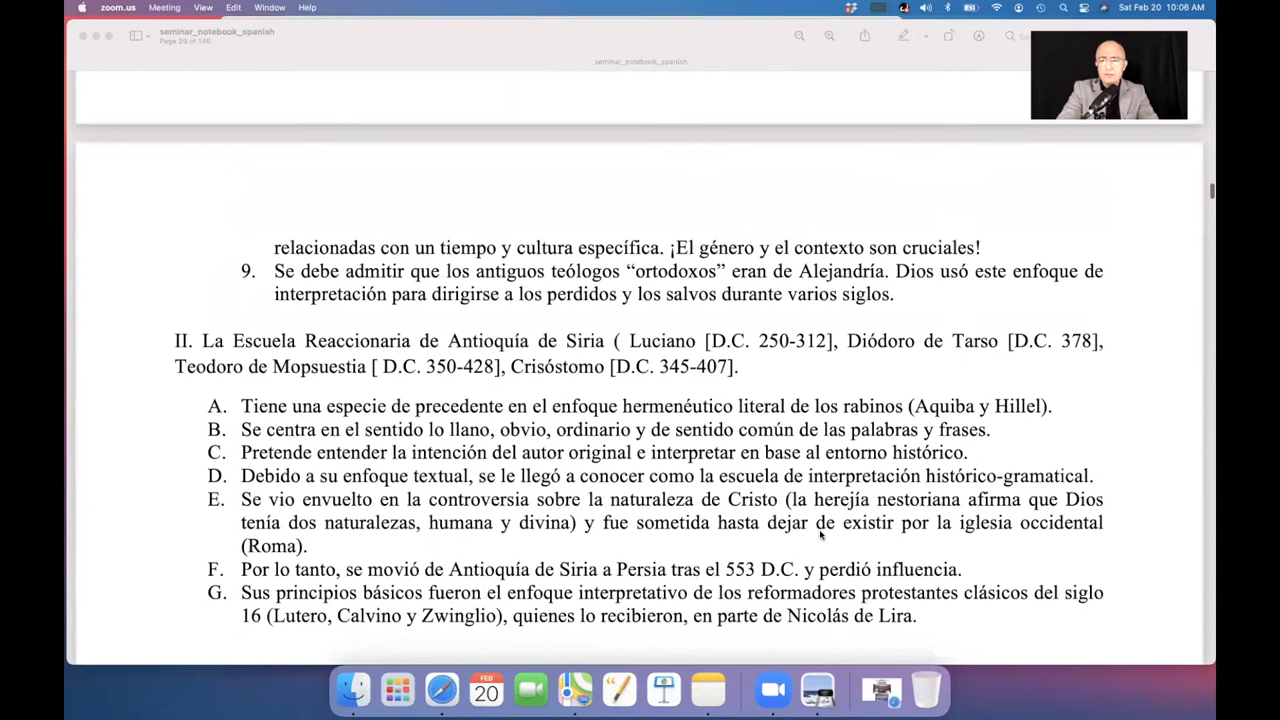 zoom.us Meeting View Edit Window Help Sat Feb 20 10:06 AM
seminar_notebook_spanish
Page 29 of 146
seminar_notebook_spanish
relacionadas con un tiempo y cultura específica. ¡El género y el contexto son cruciales!
9. Se debe admitir que los antiguos teólogos “ortodoxos” eran de Alejandría. Dios usó este enfoque de
interpretación para dirigirse a los perdidos y los salvos durante varios siglos.
II. La Escuela Reaccionaria de Antioquía de Siria ( Luciano [D.C. 250-312], Diódoro de Tarso [D.C. 378],
Teodoro de Mopsuestia [ D.C. 350-428], Crisóstomo [D.C. 345-407].
A. Tiene una especie de precedente en el enfoque hermenéutico literal de los rabinos (Aquiba y Hillel).
B. Se centra en el sentido lo llano, obvio, ordinario y de sentido común de las palabras y frases.
C. Pretende entender la intención del autor original e interpretar en base al entorno histórico.
D. Debido a su enfoque textual, se le llegó a conocer como la escuela de interpretación histórico-gramatical.
E. Se vio envuelto en la controversia sobre la naturaleza de Cristo (la herejía nestoriana afirma que Dios
tenía dos naturalezas, humana y divina) y fue sometida hasta dejar de existir por la iglesia occidental
(Roma).
F. Por lo tanto, se movió de Antioquía de Siria a Persia tras el 553 D.C. y perdió influencia.
G. Sus principios básicos fueron el enfoque interpretativo de los reformadores protestantes clásicos del siglo
16 (Lutero, Calvino y Zwinglio), quienes lo recibieron, en parte de Nicolás de Lira.
FEB
20